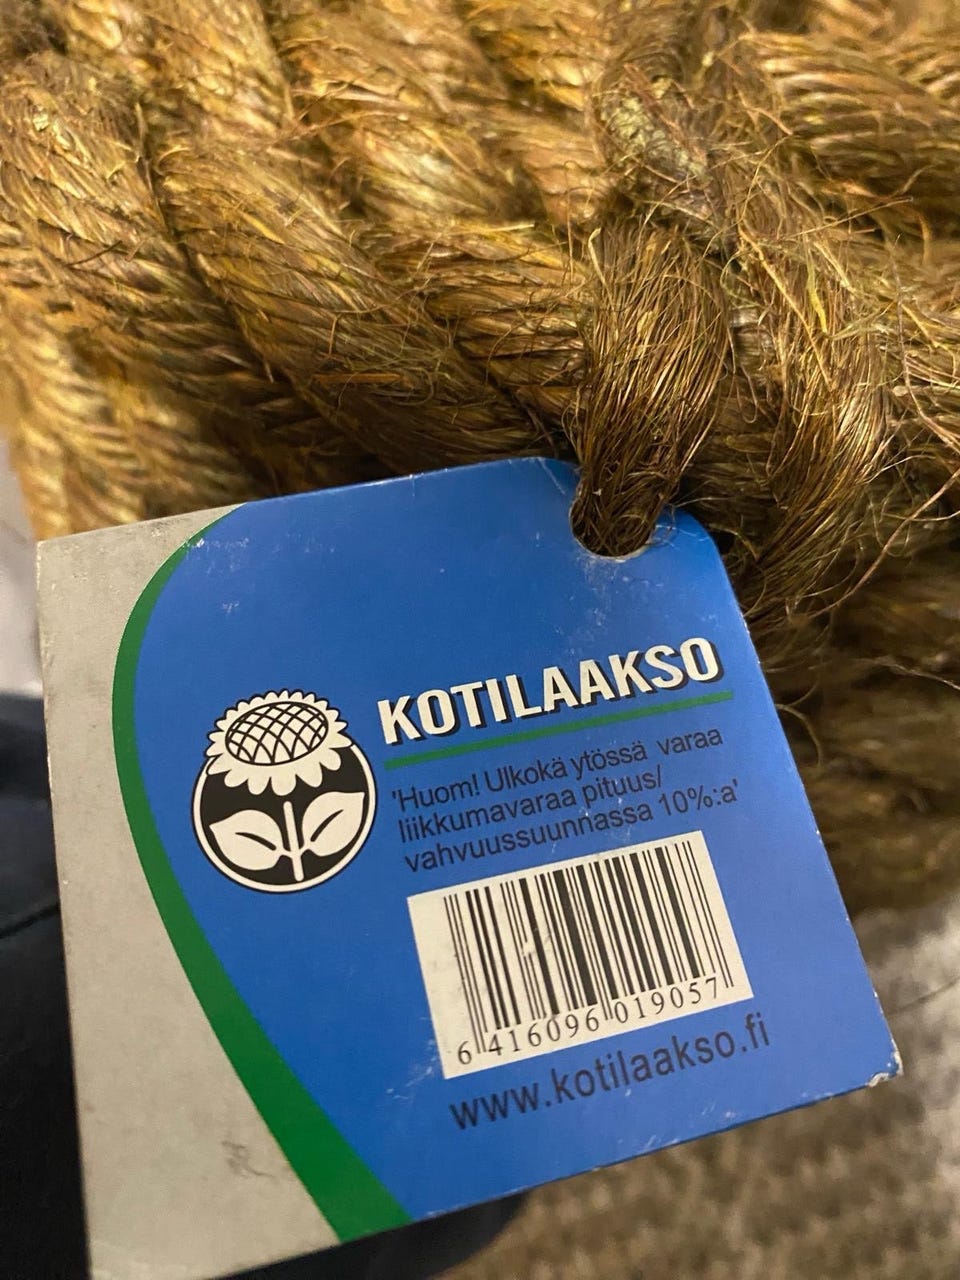 KOTILAAKSO
'Huom! Ulkokä ytössä varaa
liikkumavaraa pituus/
vahvuussuunnassa 10%:a'
6 416096 019057
www.kotilaakso.fi